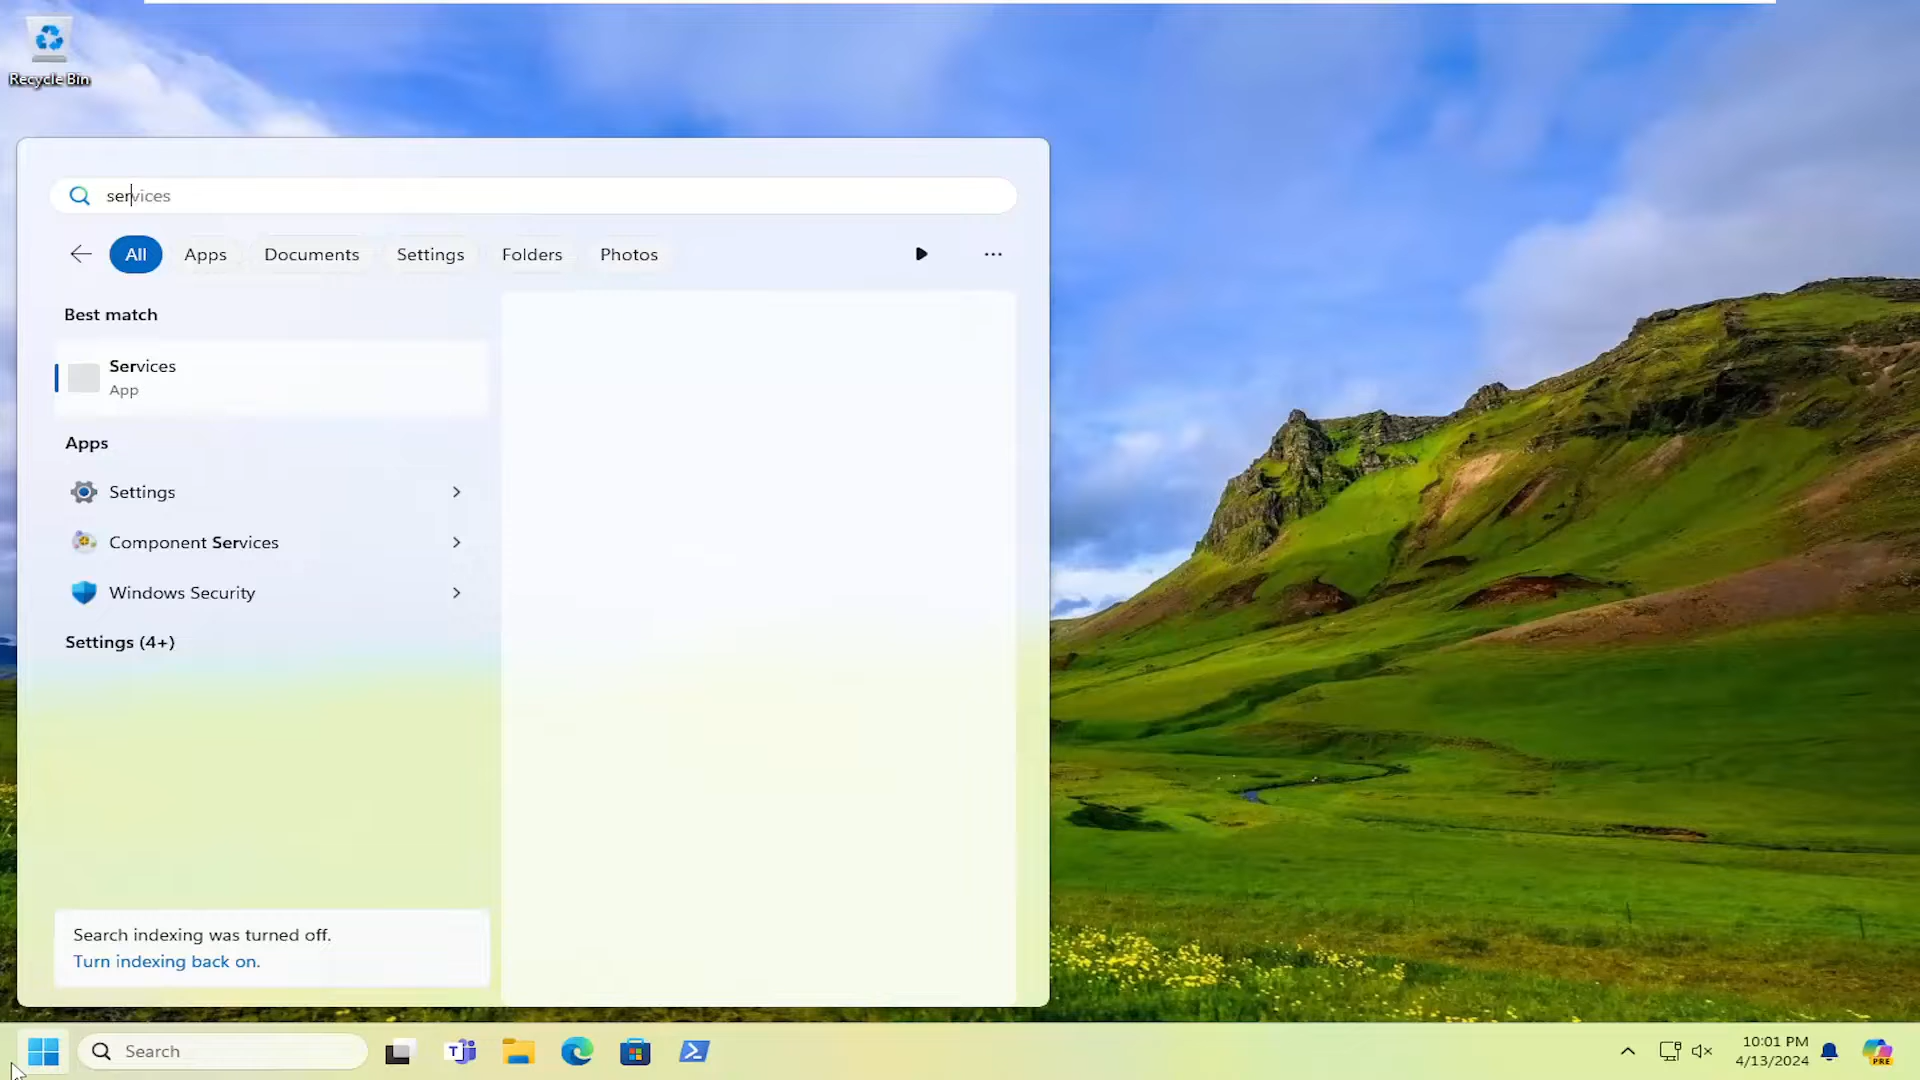 Recycle Bin
services
All Apps Documents Settings Folders Photos
Best match
Services
App
Apps
Settings
Component Services
Windows Security
Settings (4+)
Search indexing was turned off.
Turn indexing back on.
Search
10:01 PM
4/13/2024
PRE